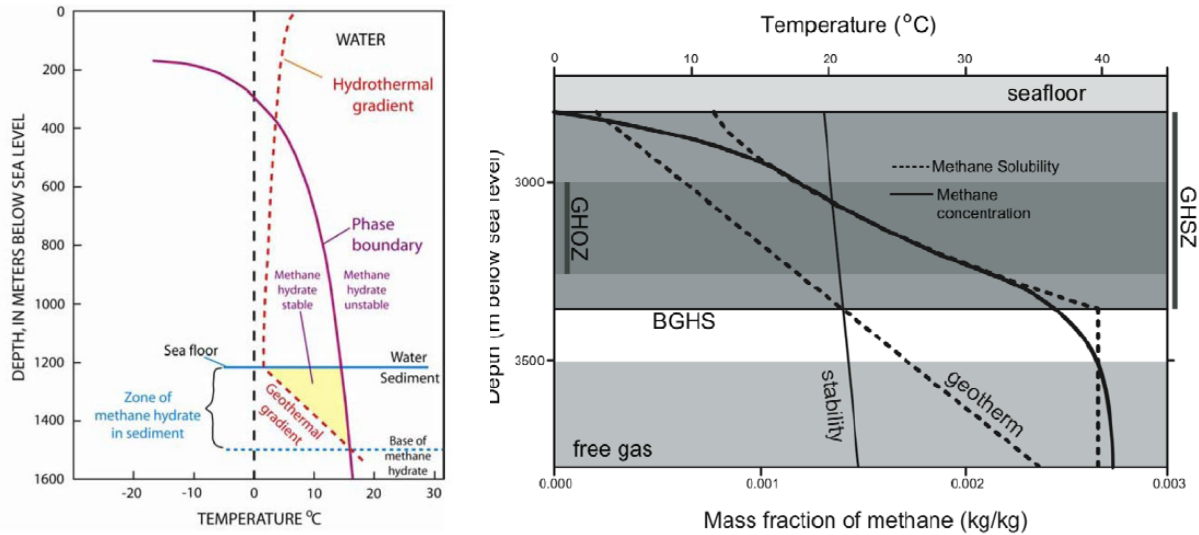 0
200
400
600
800
1000
1200
1400
1600
DEPTH, IN METERS BELOW SEA LEVEL
WATER
Hydrothermal
gradient
Phase
boundary
Methane
hydrate
stable
Methane
hydrate
unstable
Sea floor
Water
Sediment
Zone of
methane hydrate
in sediment
Geothermal
gradient
Base of
methane
hydrate
-20
-10
0
10
20
30
TEMPERATURE °C
Temperature (°C)
0
10
20
30
40
seafloor
Methane Solubility
Methane
concentration
3000
3500
Depth (m below sea level)
GHOZ
GHSZ
BGHS
stability
geotherm
free gas
0.000
0.001
0.002
0.003
Mass fraction of methane (kg/kg)